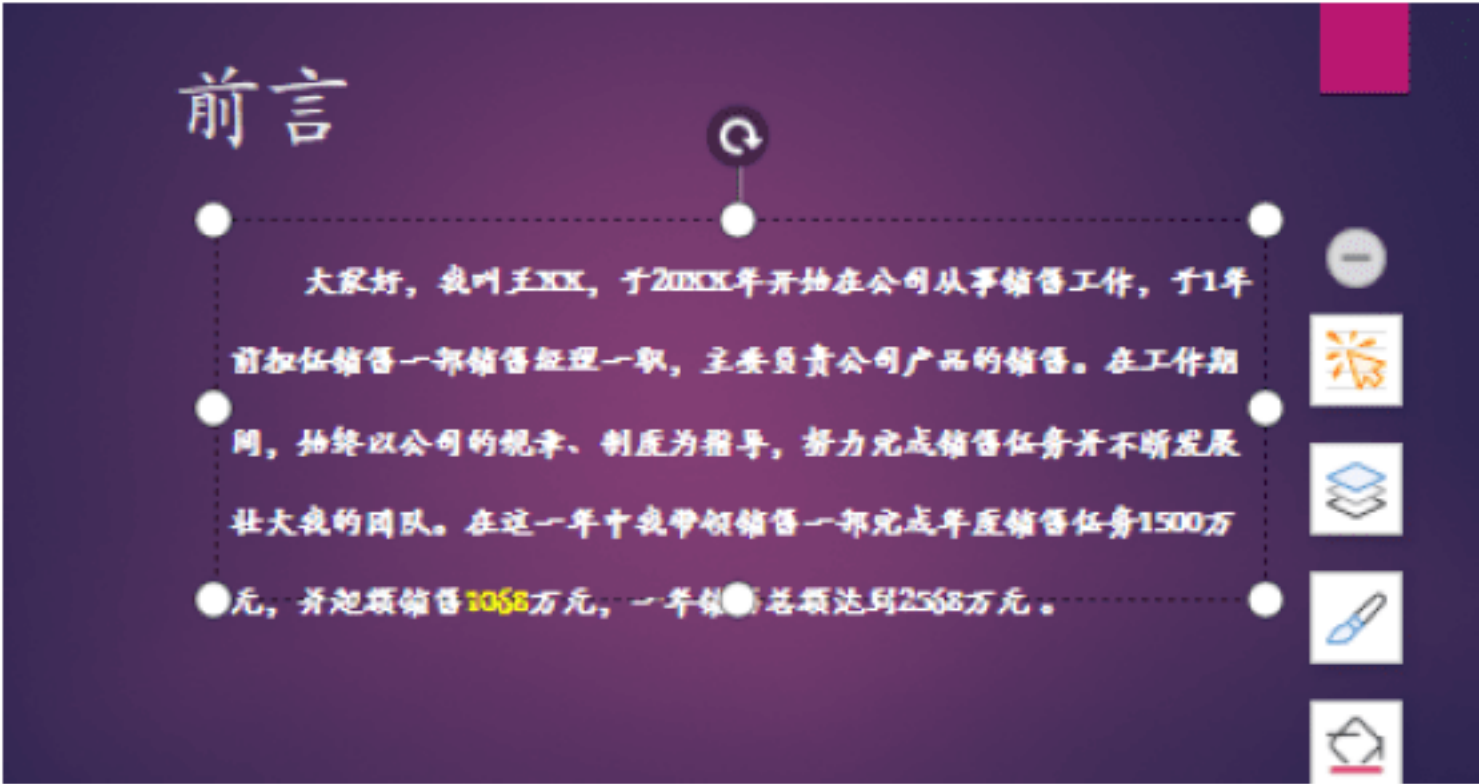 前言
大家好，我叫王XX，于20XX年开始在公司从事销售工作，于1年
前担任销售一部销售经理一职，主要负责公司产品的销售。在工作期
间，始终以公司的规章、制度为指导，努力完成销售任务并不断发展
壮大我的团队。在这一年中我带领销售一部完成年度销售任务1500万
元，并超额销售1068万元，一年销 总额达到2568万元。